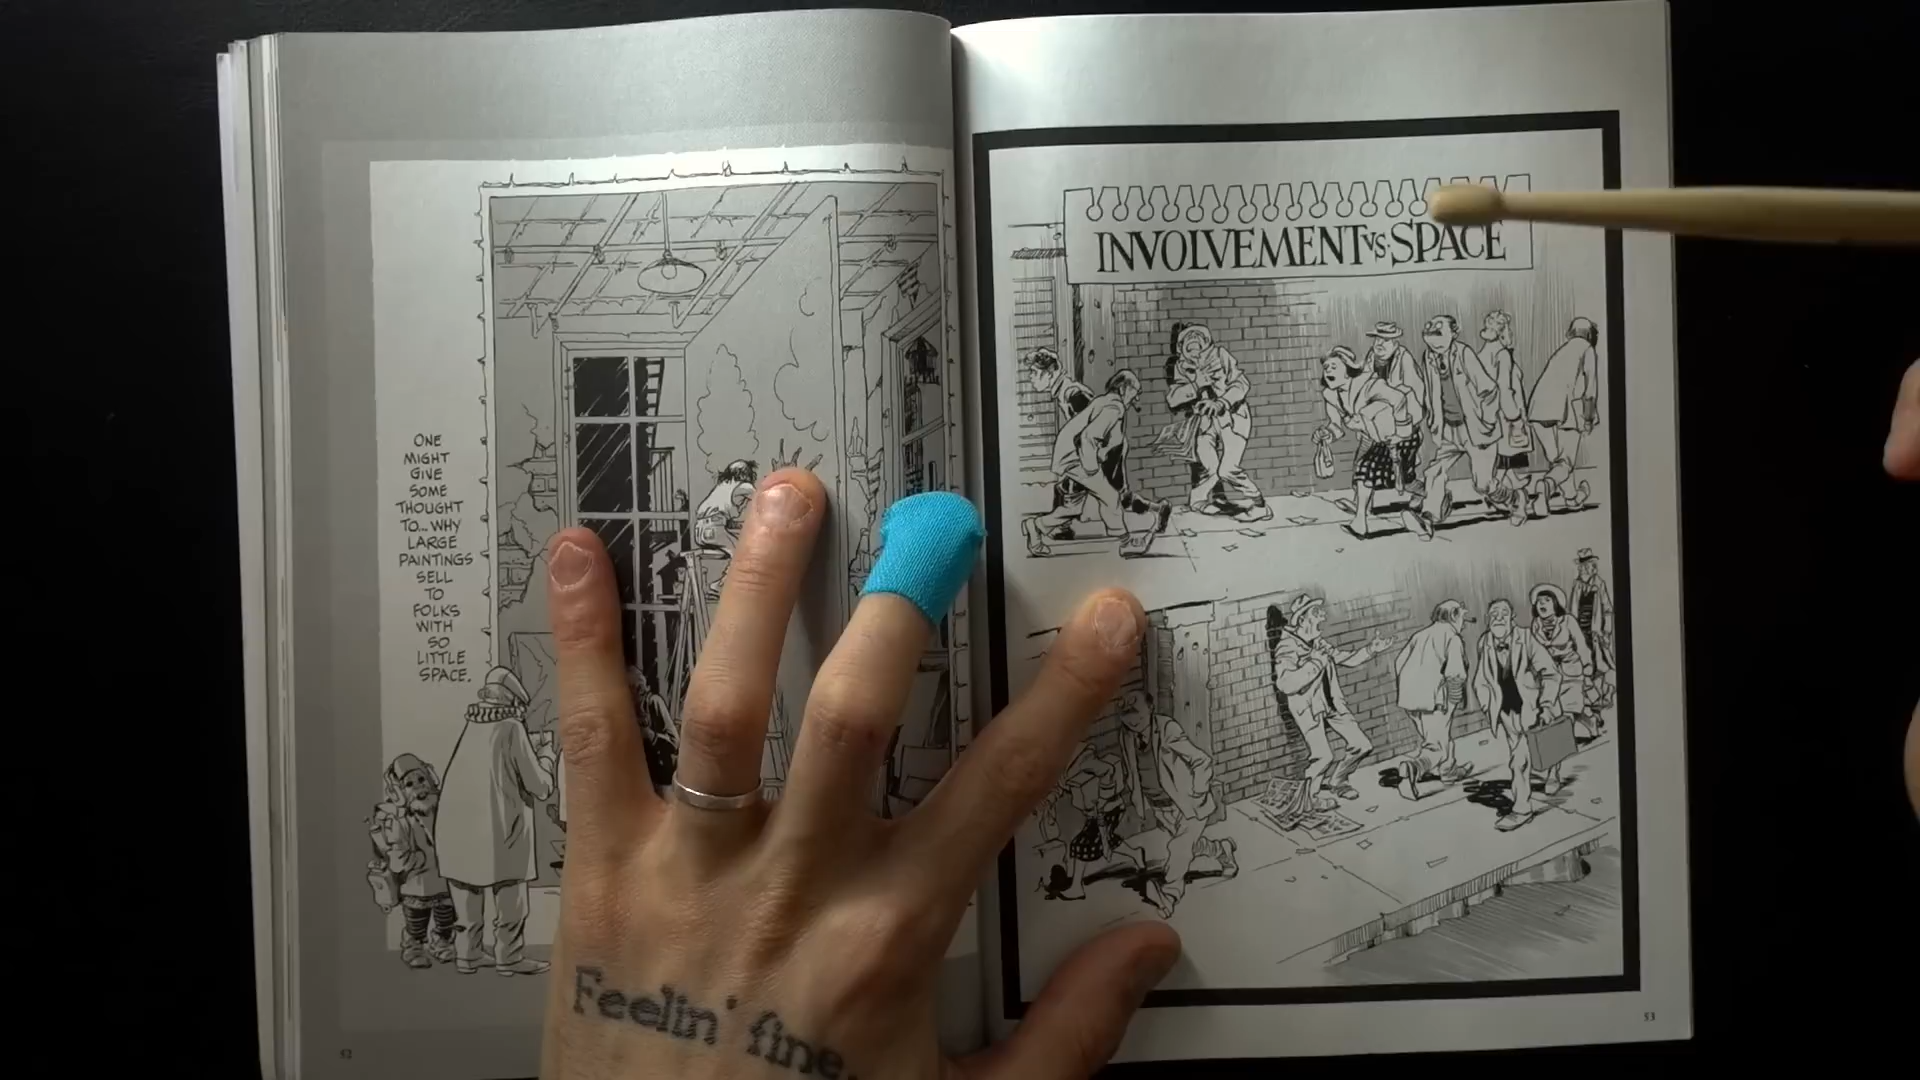 ONE
MIGHT
GIVE
SOME
THOUGHT
TO... WHY
LARGE
PAINTINGS
SELL
TO
FOLKS
WITH
SO
LITTLE
SPACE.
52
INVOLVEMENT VS. SPACE
53
Feelin' fine.